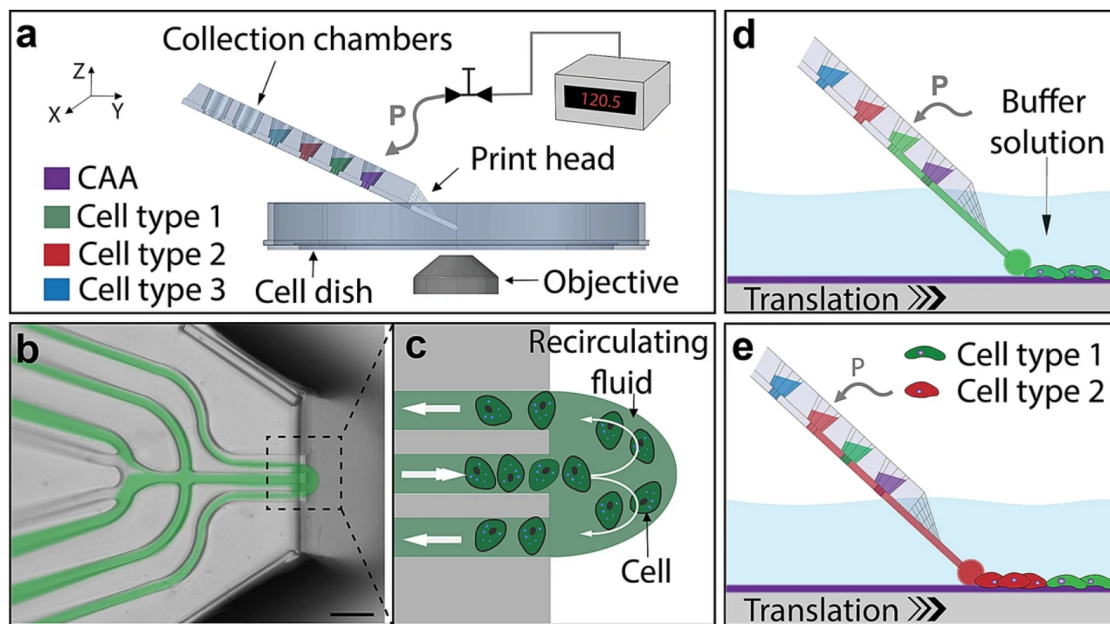 a
Collection chambers
Z
X
Y
P
120.5
Print head
CAA
Cell type 1
Cell type 2
Cell type 3
Cell dish
Objective
b
c
Recirculating
fluid
Cell
d
P
Buffer
solution
Translation
e
P
Cell type 1
Cell type 2
Translation